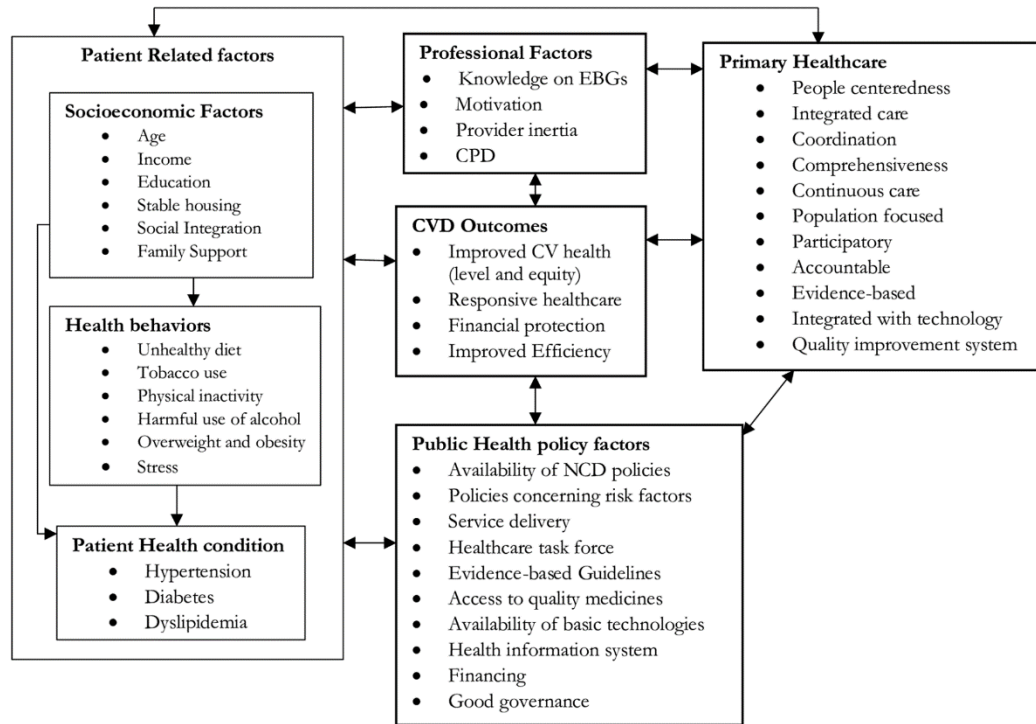 Patient Related factors
Socioeconomic Factors
• Age
• Income
• Education
• Stable housing
• Social Integration
• Family Support
Health behaviors
• Unhealthy diet
• Tobacco use
• Physical inactivity
• Harmful use of alcohol
• Overweight and obesity
• Stress
Patient Health condition
• Hypertension
• Diabetes
• Dyslipidemia
Professional Factors
• Knowledge on EBGs
• Motivation
• Provider inertia
• CPD
CVD Outcomes
• Improved CV health
(level and equity)
• Responsive healthcare
• Financial protection
• Improved Efficiency
Public Health policy factors
• Availability of NCD policies
• Policies concerning risk factors
• Service delivery
• Healthcare task force
• Evidence-based Guidelines
• Access to quality medicines
• Availability of basic technologies
• Health information system
• Financing
• Good governance
Primary Healthcare
• People centeredness
• Integrated care
• Coordination
• Comprehensiveness
• Continuous care
• Population focused
• Participatory
• Accountable
• Evidence-based
• Integrated with technology
• Quality improvement system